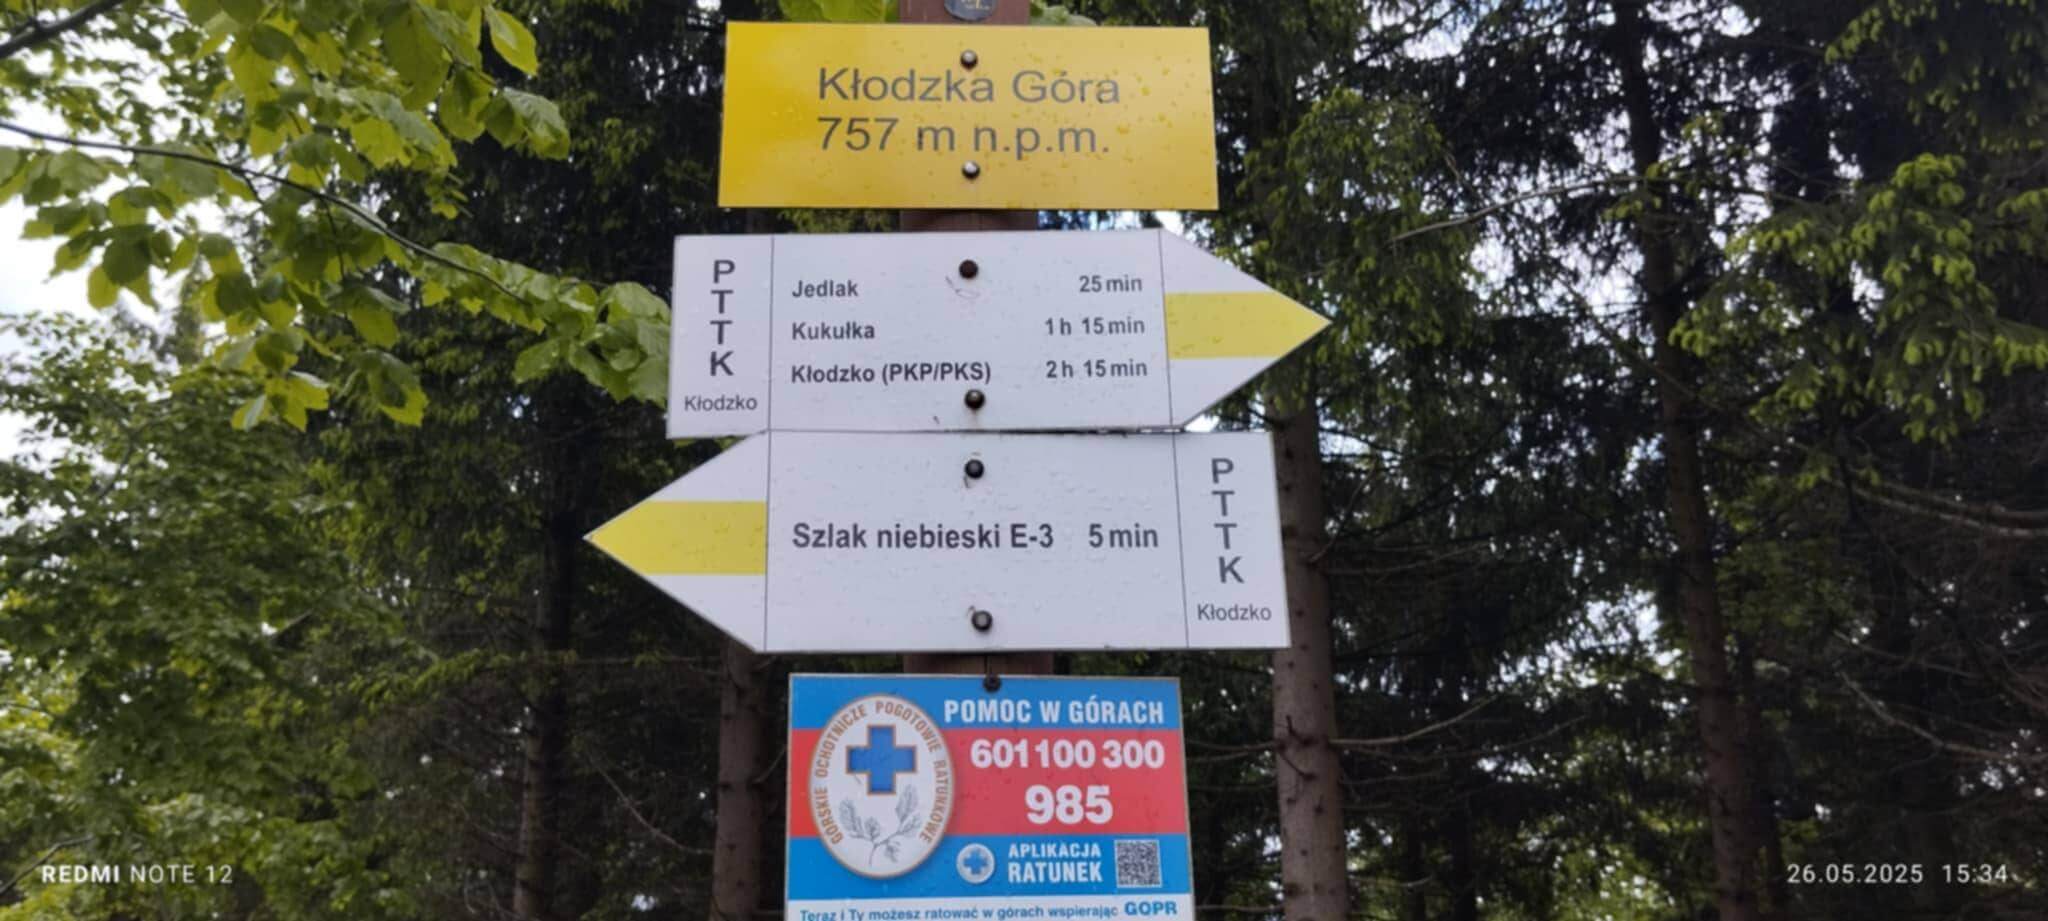 Kłodzka Góra
757 m n.p.m.
PTTK
Kłodzko
Jedlak 25 min
Kukułka 1 h 15 min
Kłodzko (PKP/PKS) 2 h 15 min
Szlak niebieski E-3 5 min
PTTK
Kłodzko
GÓRSKIE OCHOTNICZE POGOTOWIE RATUNKOWE
POMOC W GÓRACH
601 100 300
985
APLIKACJA
RATUNEK
Teraz i Ty możesz ratować w górach wspierając GOPR
REDMI NOTE 12
26.05.2025 15:34